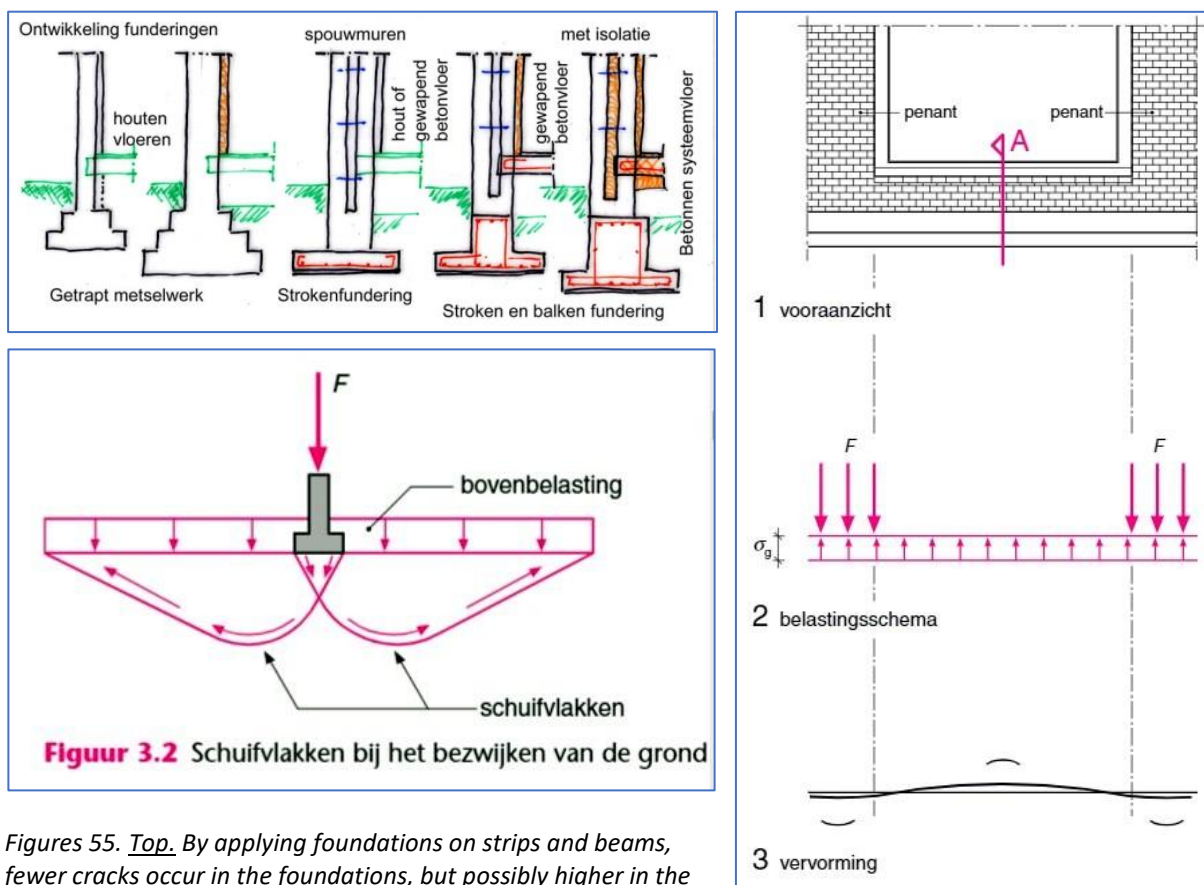 Ontwikkeling funderingen
spouwmuren
met isolatie
houten
vloeren
hout of
gewapend
betonvloer
gewapend
betonvloer
Betonnen systeemvloer
Getrapt metselwerk
Strokenfundering
Stroken en balken fundering
F
bovenbelasting
schuifvlakken
Figuur 3.2 Schuifvlakken bij het bezwijken van de grond
Figures 55. Top. By applying foundations on strips and beams,
fewer cracks occur in the foundations, but possibly higher in the
penant
penant
A
1 vooraanzicht
F
F
σg
2 belastingsschema
3 vervorming